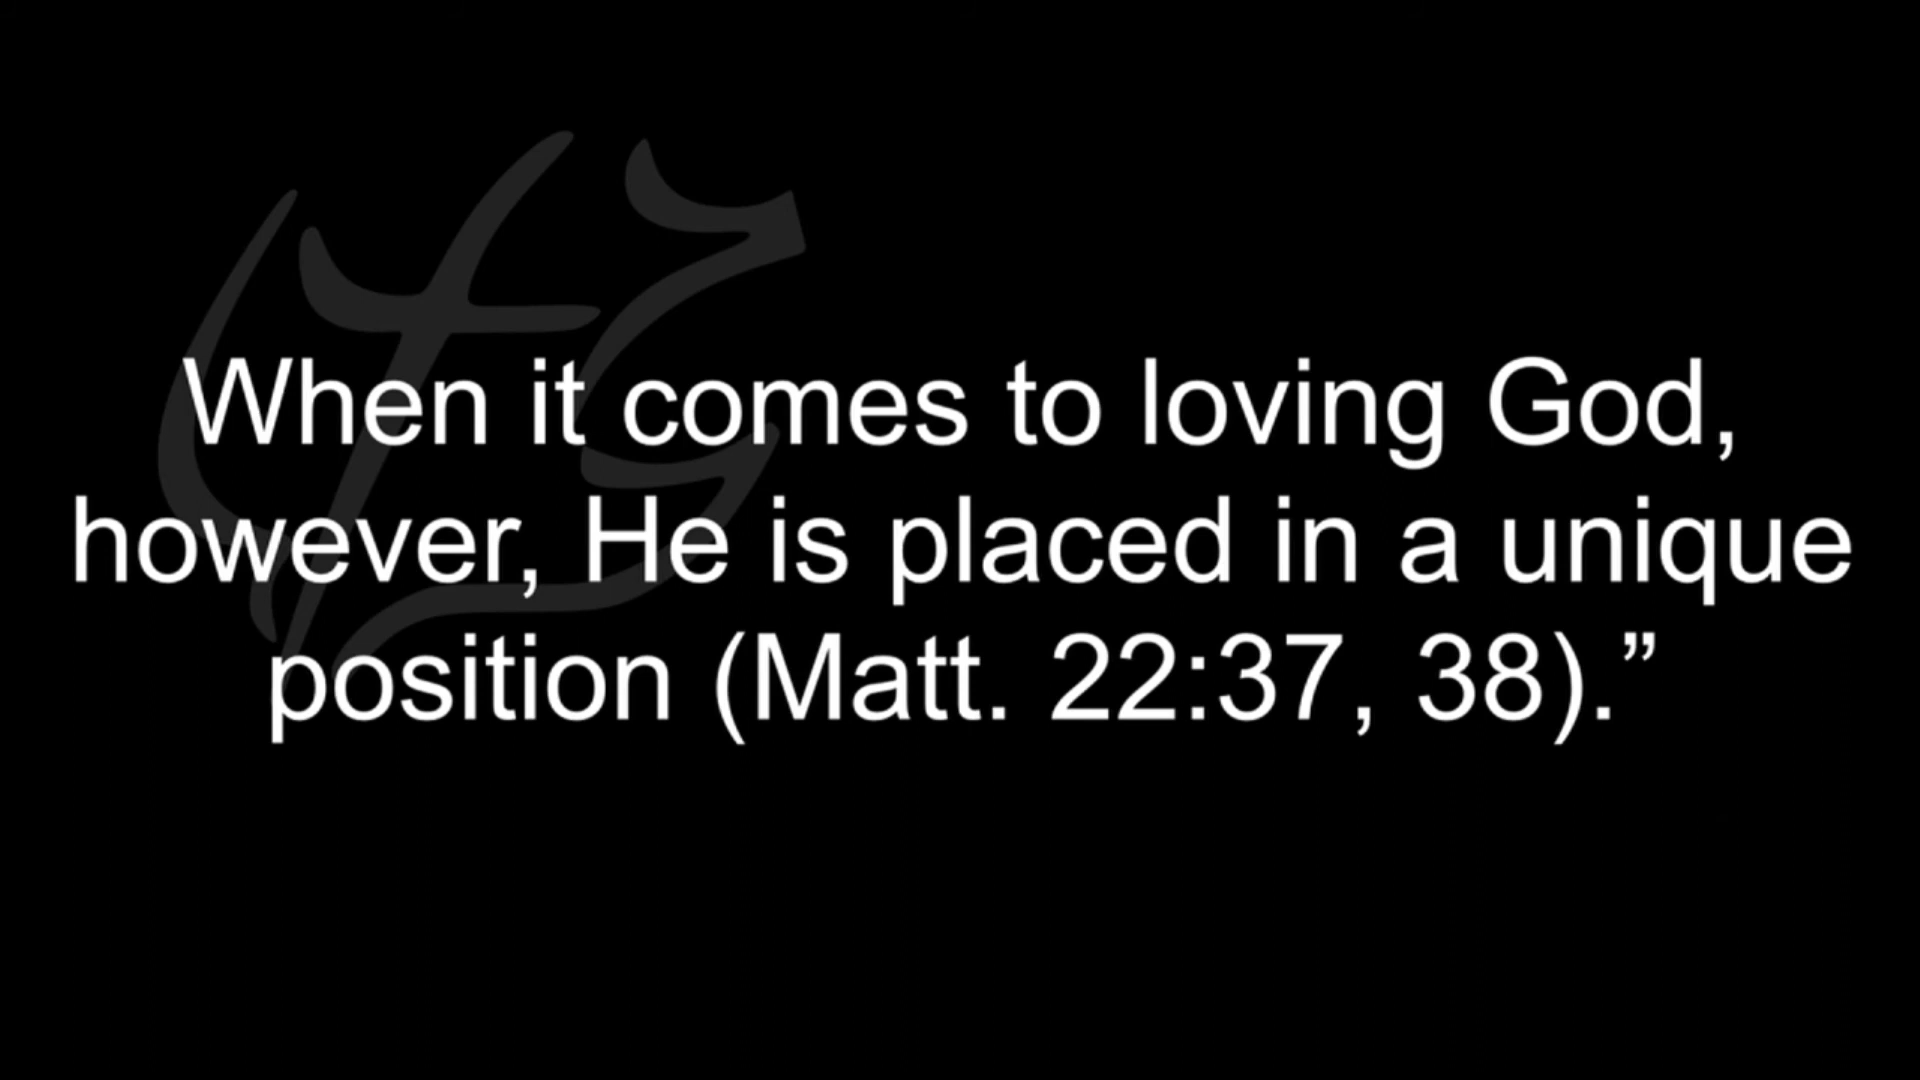 When it comes to loving God,
however, He is placed in a unique
position (Matt. 22:37, 38).”